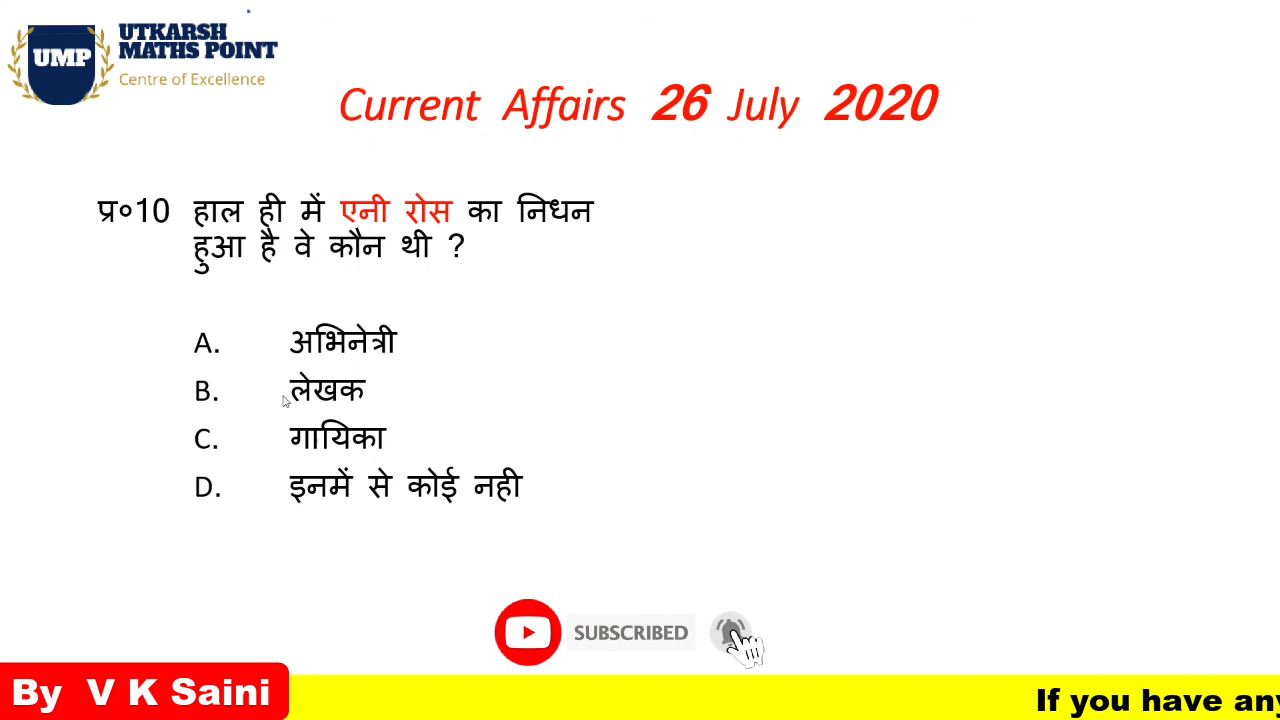 UTKARSH
MATHS POINT
UMP
Centre of Excellence
Current Affairs 26 July 2020
प्र०10 हाल ही में एनी रोस का निधन
हुआ है वे कौन थी ?
A. अभिनेत्री
B. लेखक
C. गायिका
D. इनमें से कोई नही
SUBSCRIBED
By V K Saini
If you have any